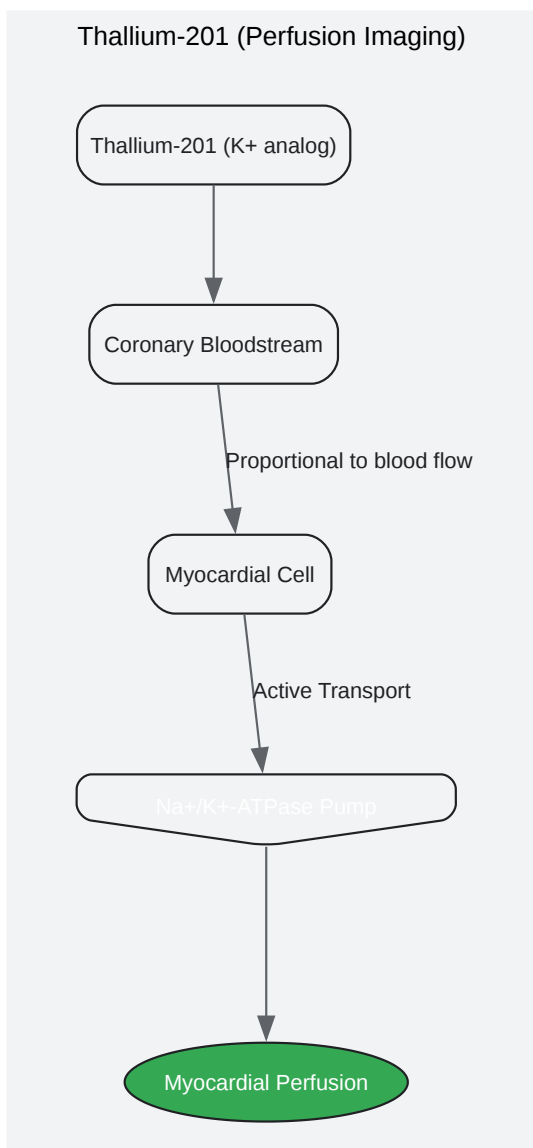 Thallium-201 (Perfusion Imaging)
Thallium-201 (K+ analog)
Coronary Bloodstream
Proportional to blood flow
Myocardial Cell
Active Transport
Na+/K+-ATPase Pump
Myocardial Perfusion